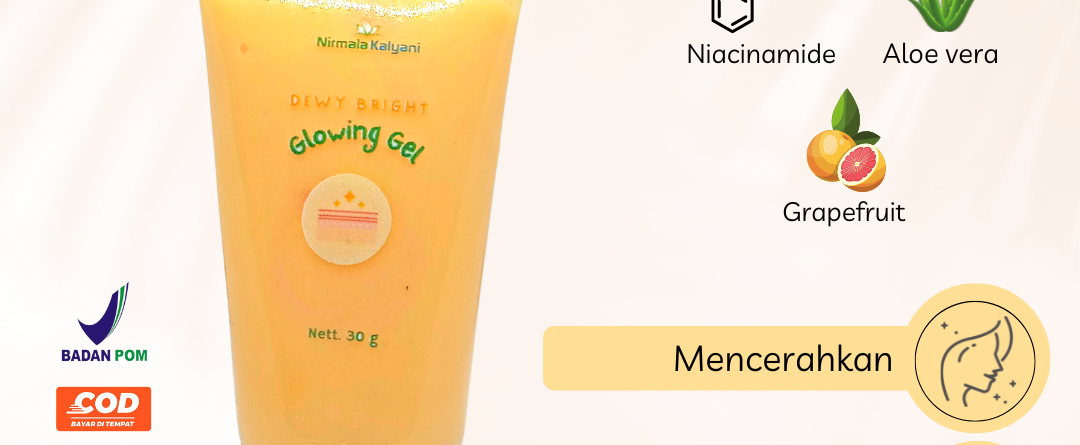 Nirmala Kalyani
DEWY BRIGHT
Glowing Gel
Nett. 30 g
Niacinamide
Aloe vera
Grapefruit
BADAN POM
COD
BAYAR DI TEMPAT
Mencerahkan